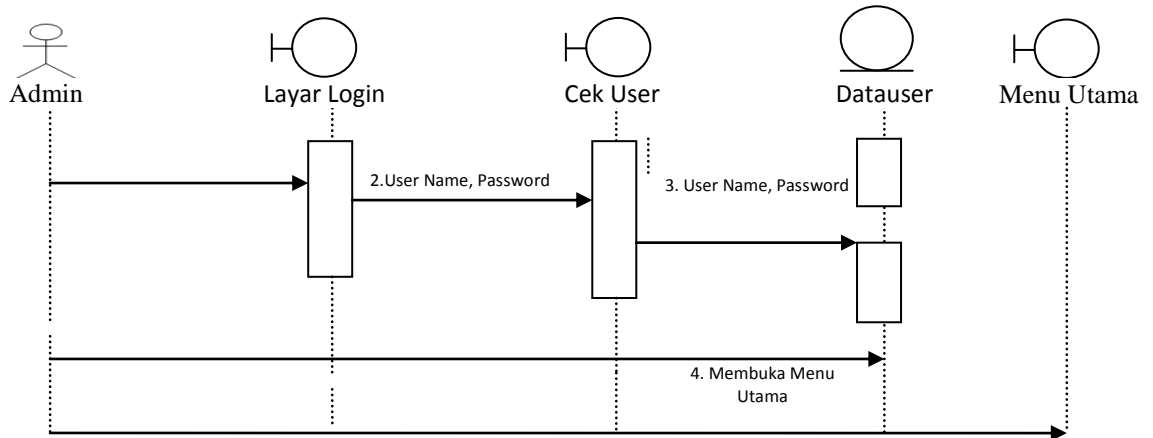 Admin
Layar Login
Cek User
Datauser
Menu Utama
2.User Name, Password
3. User Name, Password
4. Membuka Menu
Utama